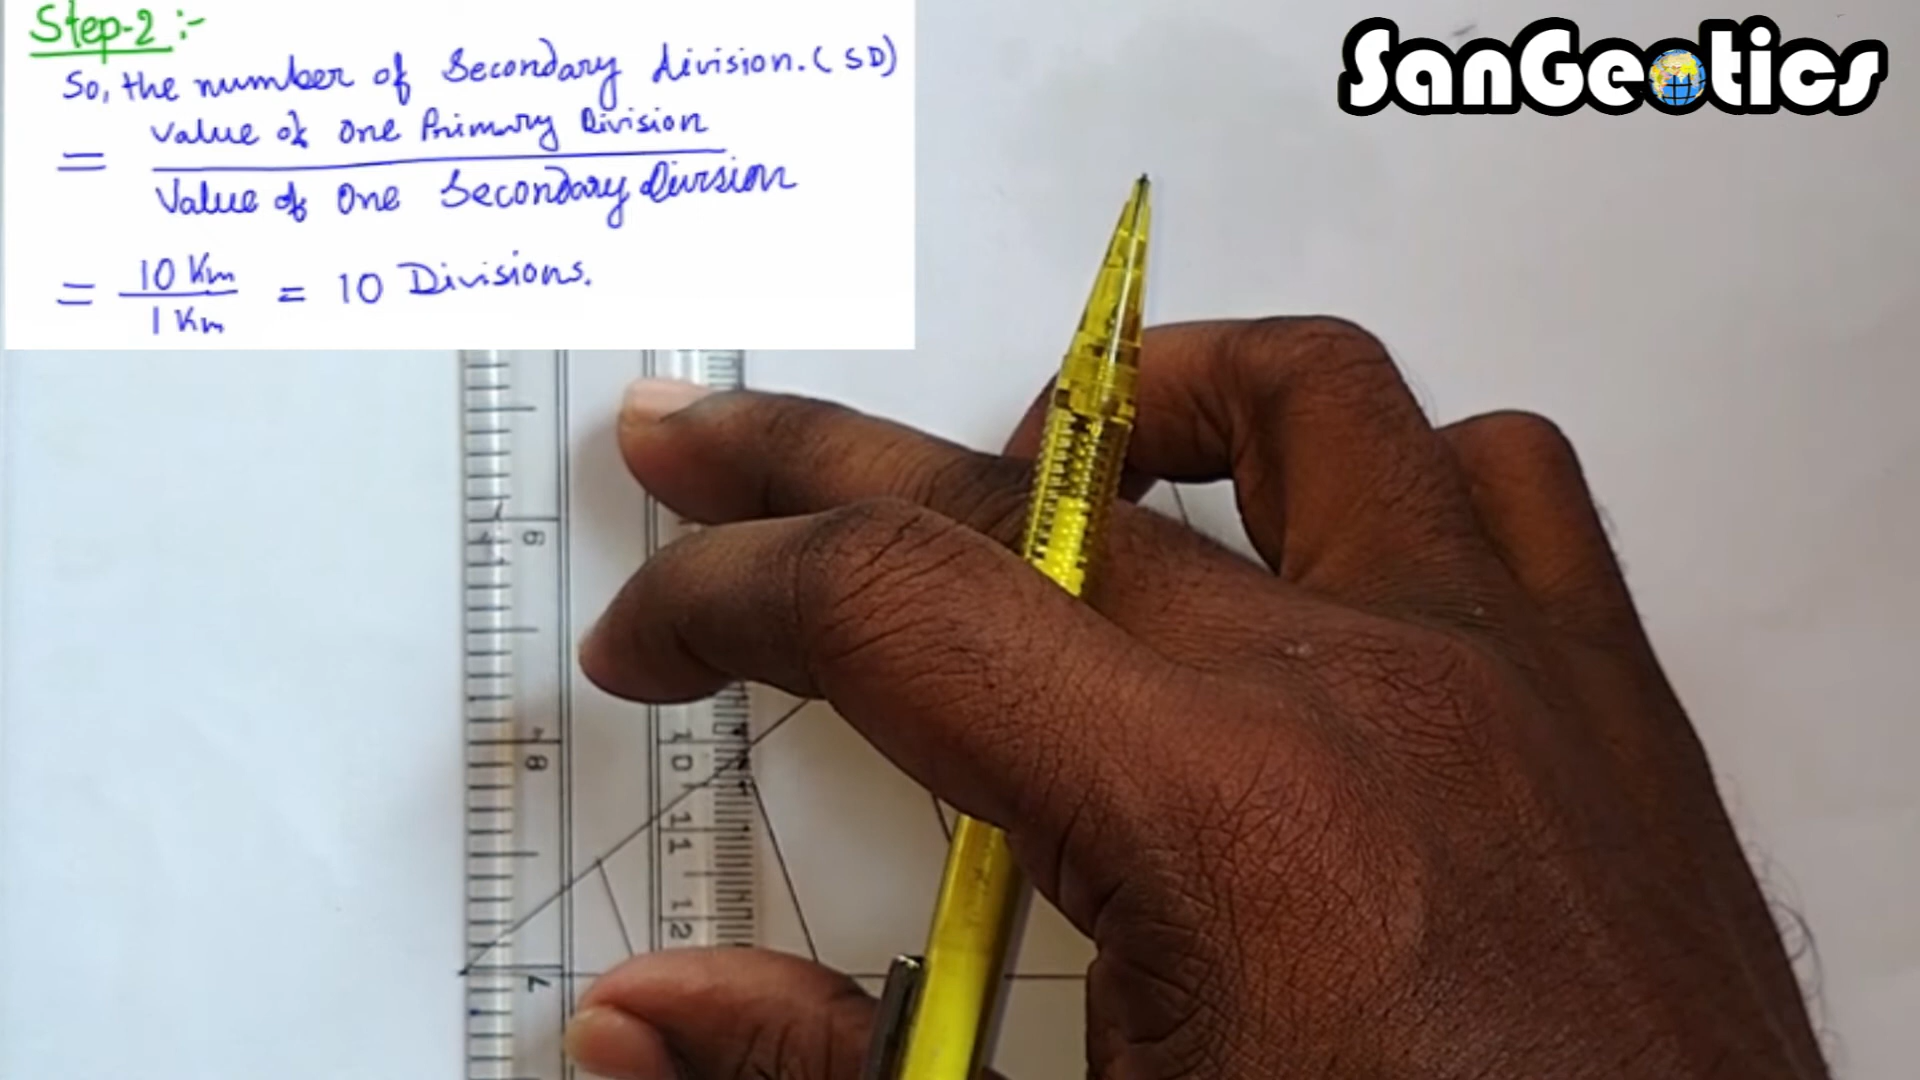 Step-2 :-
So, the number of Secondary division. (SD)
= Value of One Primary Division
Value of One Secondary Division
= 10 Km
1 Km
= 10 Divisions.
SanGeotics
6
8
7
10
11
12